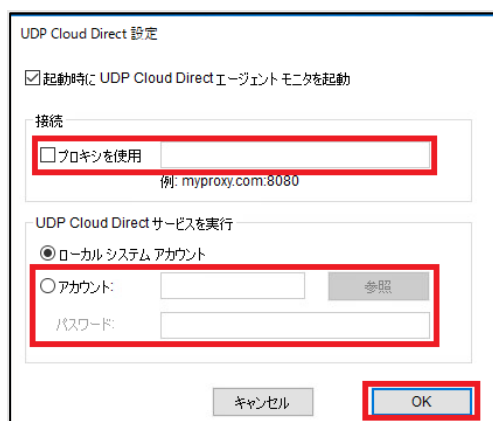 UDP Cloud Direct 設定
起動時に UDP Cloud Direct エージェント モニタを起動
接続
プロキシを使用
例: myproxy.com:8080
UDP Cloud Direct サービスを実行
ローカル システム アカウント
アカウント:
参照
パスワード:
キャンセル
OK